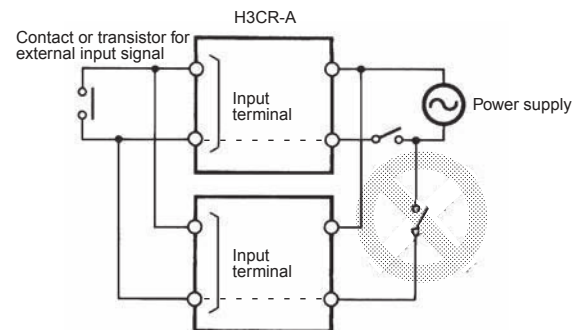 H3CR-A
Contact or transistor for
external input signal
Input
terminal
Power supply
Input
terminal